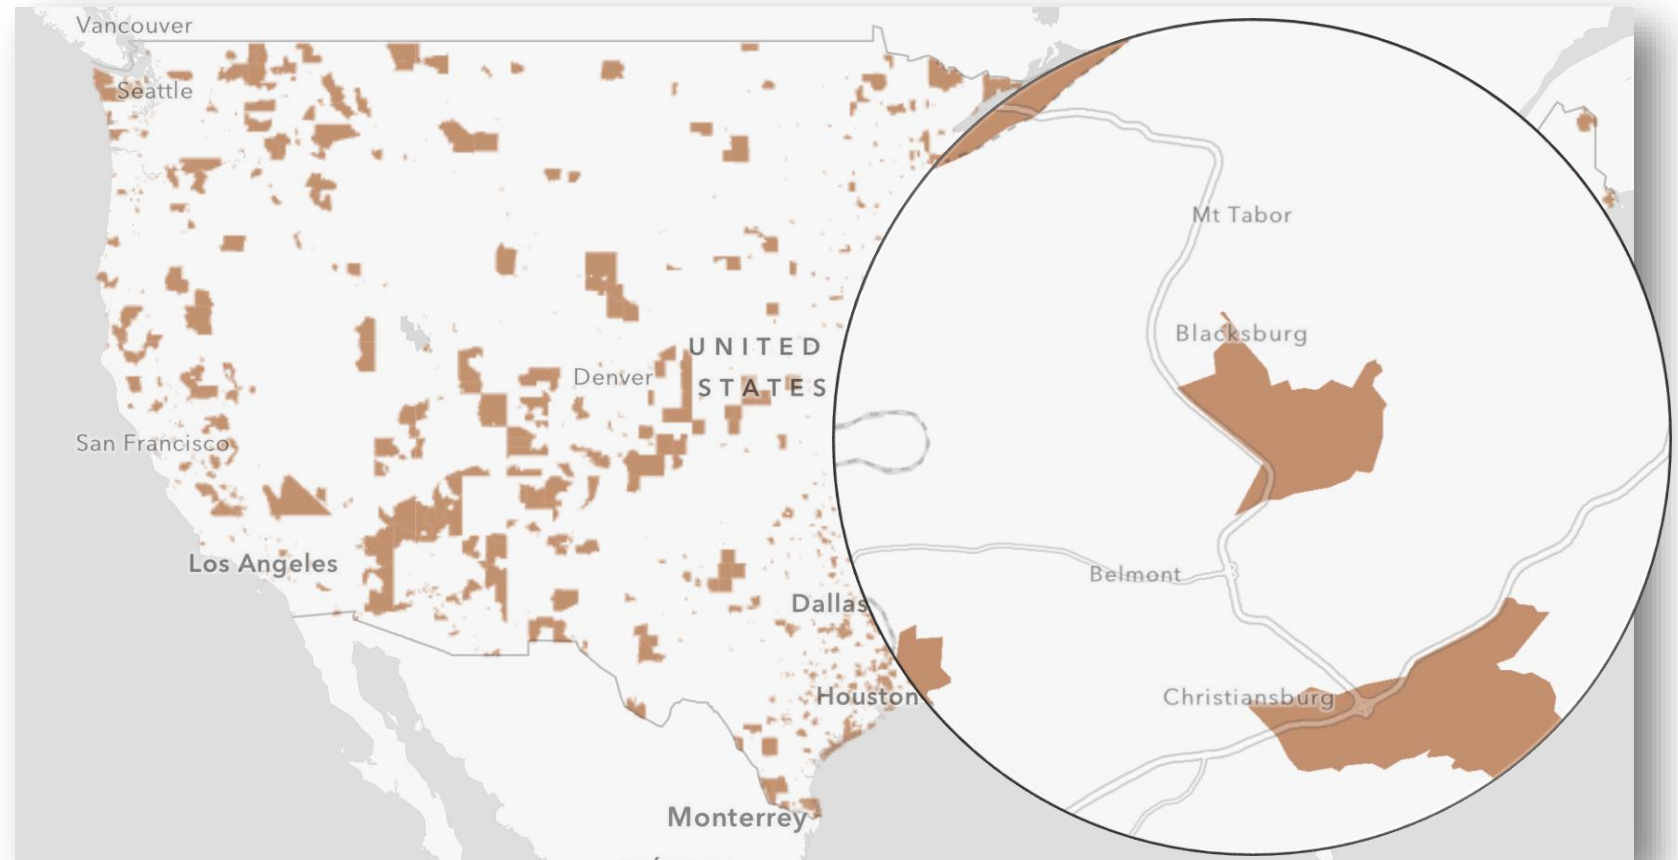 Vancouver
Seattle
Mt Tabor
Blacksburg
UNITED
STATES
Denver
San Francisco
Los Angeles
Belmont
Dallas
Houston
Christiansburg
Monterrey